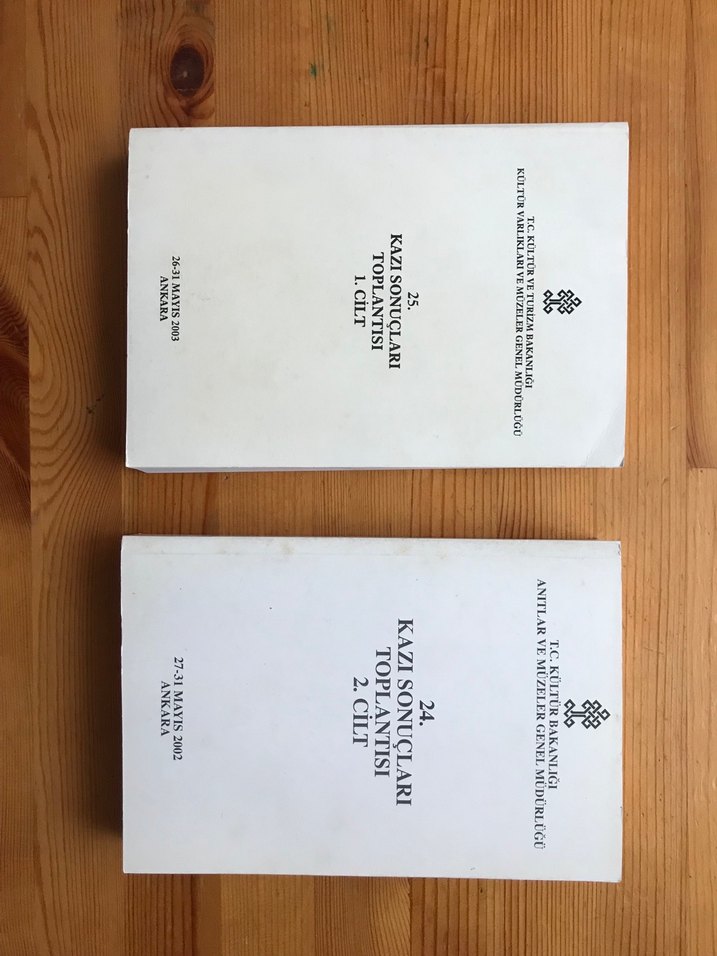 T.C. KÜLTÜR VE TURİZM BAKANLIĞI
KÜLTÜR VARLIKLARI VE MÜZELER GENEL MÜDÜRLÜĞÜ
25.
KAZI SONUÇLARI
TOPLANTISI
1. CİLT
26-31 MAYIS 2003
ANKARA
T.C. KÜLTÜR BAKANLIĞI
ANITLAR VE MÜZELER GENEL MÜDÜRLÜĞÜ
24.
KAZI SONUÇLARI
TOPLANTISI
2. CİLT
27-31 MAYIS 2002
ANKARA